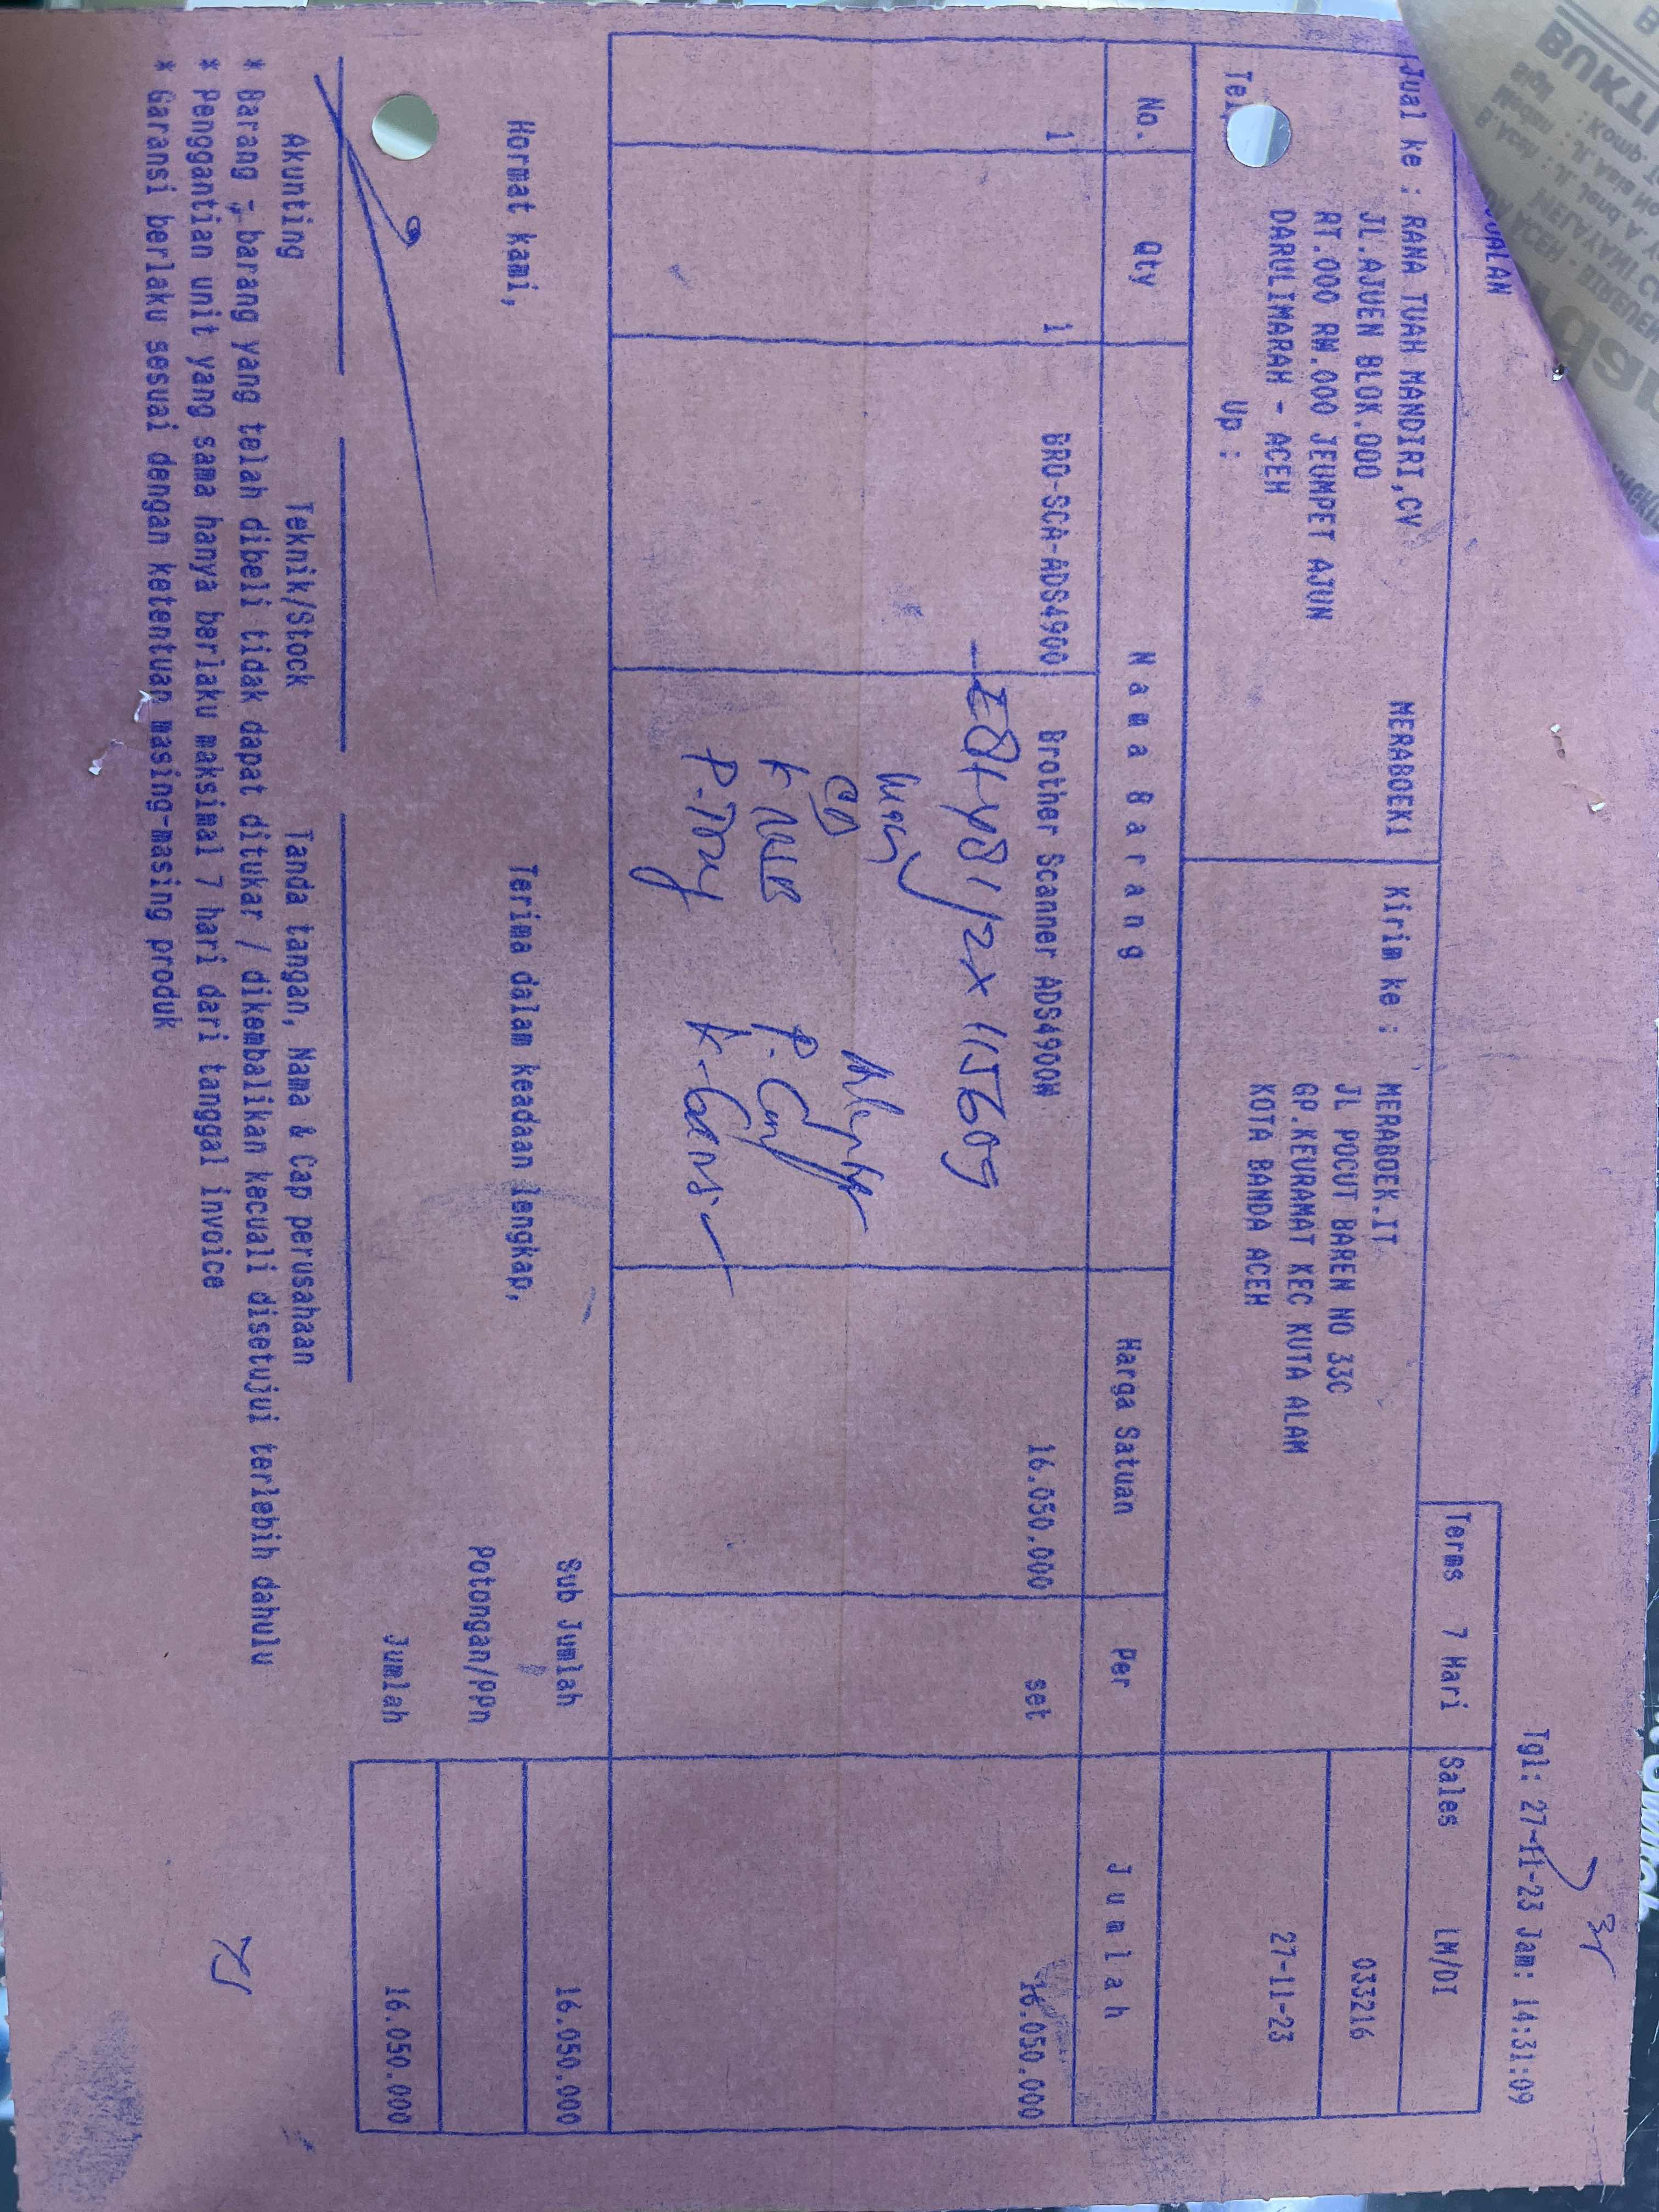 Tgl: 27-11-23 Jam: 14:31:09
Terms 7 Hari Sales LM/DI
Jual ke : RANA TUAH MANDIRI,CV MERABOEK1 Kirim ke : MERABOEK.IT 033216
JL.AJUEN BLOK.000 JL POCUT BAREN NO 33C
RT.000 RW.000 JEUMPET AJUN GP.KEURAMAT KEC KUTA ALAM 27-11-23
DARULIMARAH - ACEH KOTA BANDA ACEH
Up :
No. Qty Nama Barang Harga Satuan Per Jumlah
1 1 BRO-SCA-ADS4900 Brother Scanner ADS4900W 16.050.000 set 16.050.000
CD
K. USB
Sub Jumlah 16.050.000
Hormat kami, Terima dalam keadaan lengkap,
Potongan/PPn
Jumlah 16.050.000
Akunting Teknik/Stock Tanda tangan, Nama & Cap perusahaan
* Barang - barang yang telah dibeli tidak dapat ditukar / dikembalikan kecuali disetujui terlebih dahulu
* Penggantian unit yang sama hanya berlaku maksimal 7 hari dari tanggal invoice
* Garansi berlaku sesuai dengan ketentuan masing-masing produk